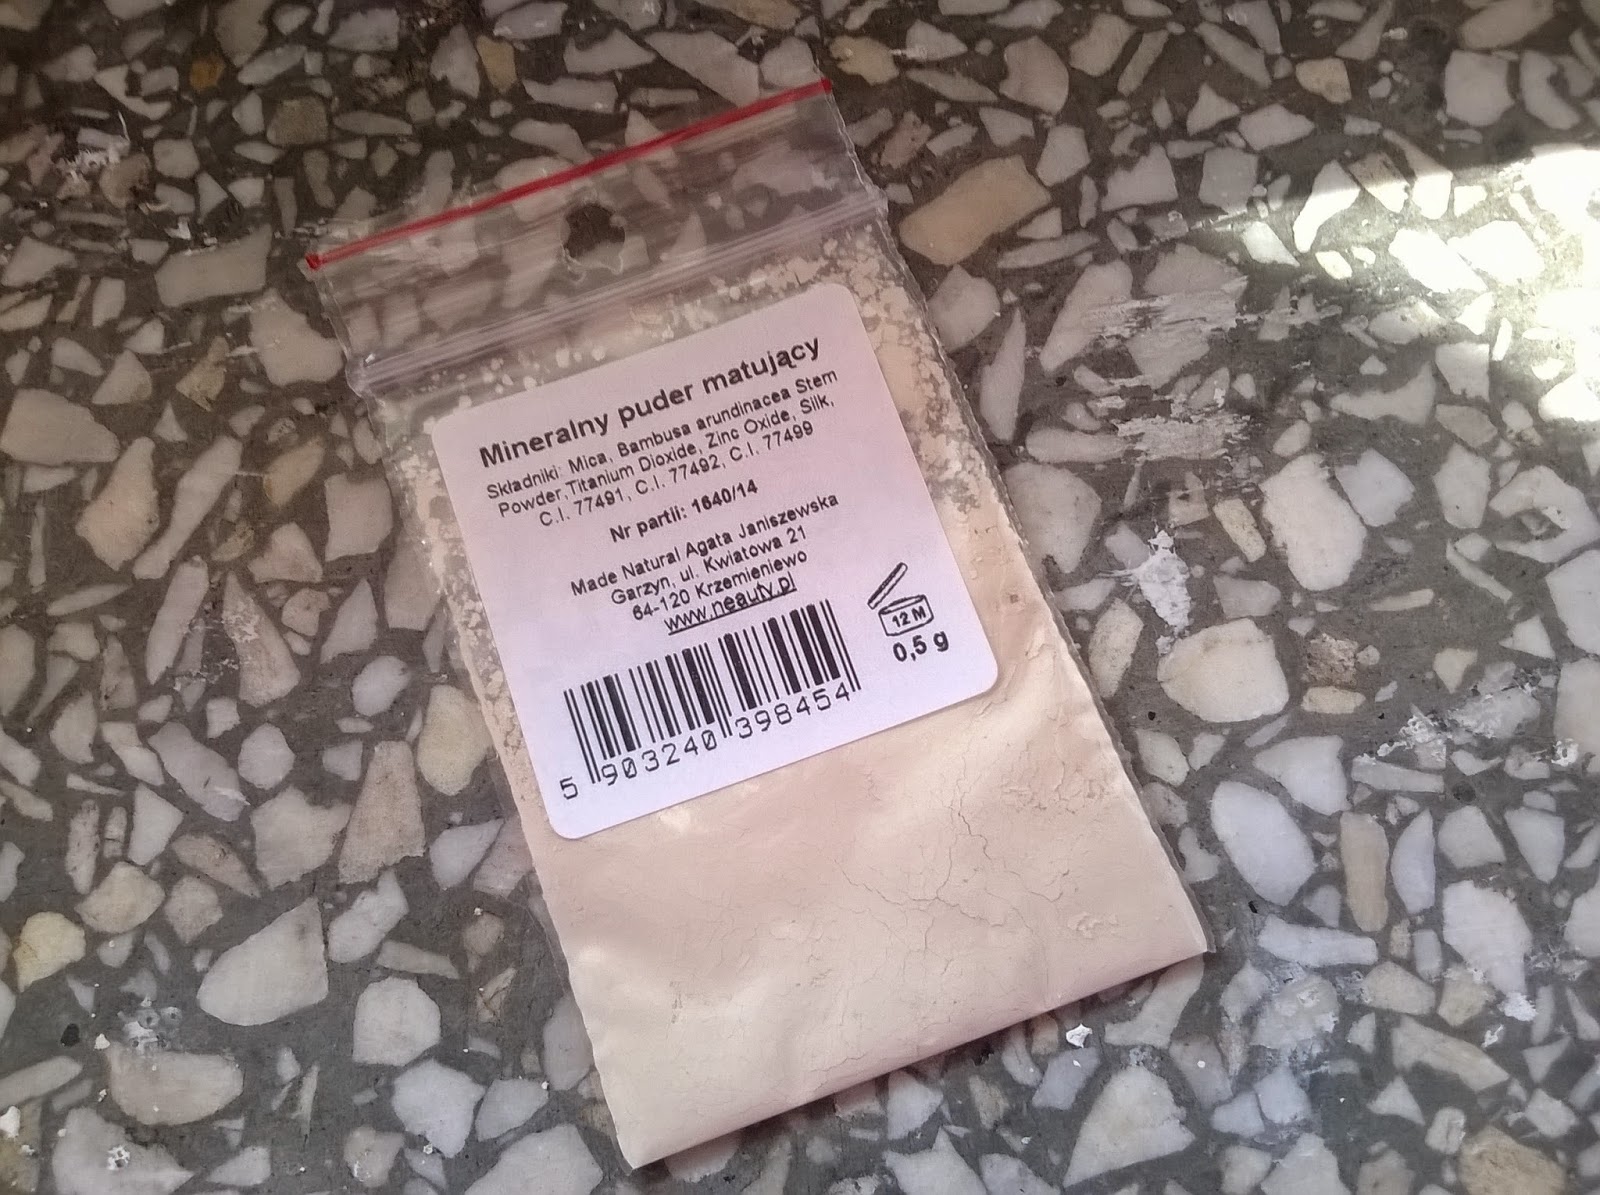 Mineralny puder matujący
Składniki: Mica, Bambusa arundinacea Stem
Powder,Titanium Dioxide, Zinc Oxide, Silk,
C.I. 77491, C.I. 77492, C.I. 77499
Nr partii: 1640/14
Made Natural Agata Janiszewska
Garzyn, ul. Kwiatowa 21
64-120 Krzemieniewo
www.neauty.pl
12 M
0,5 g
5 903240 398454